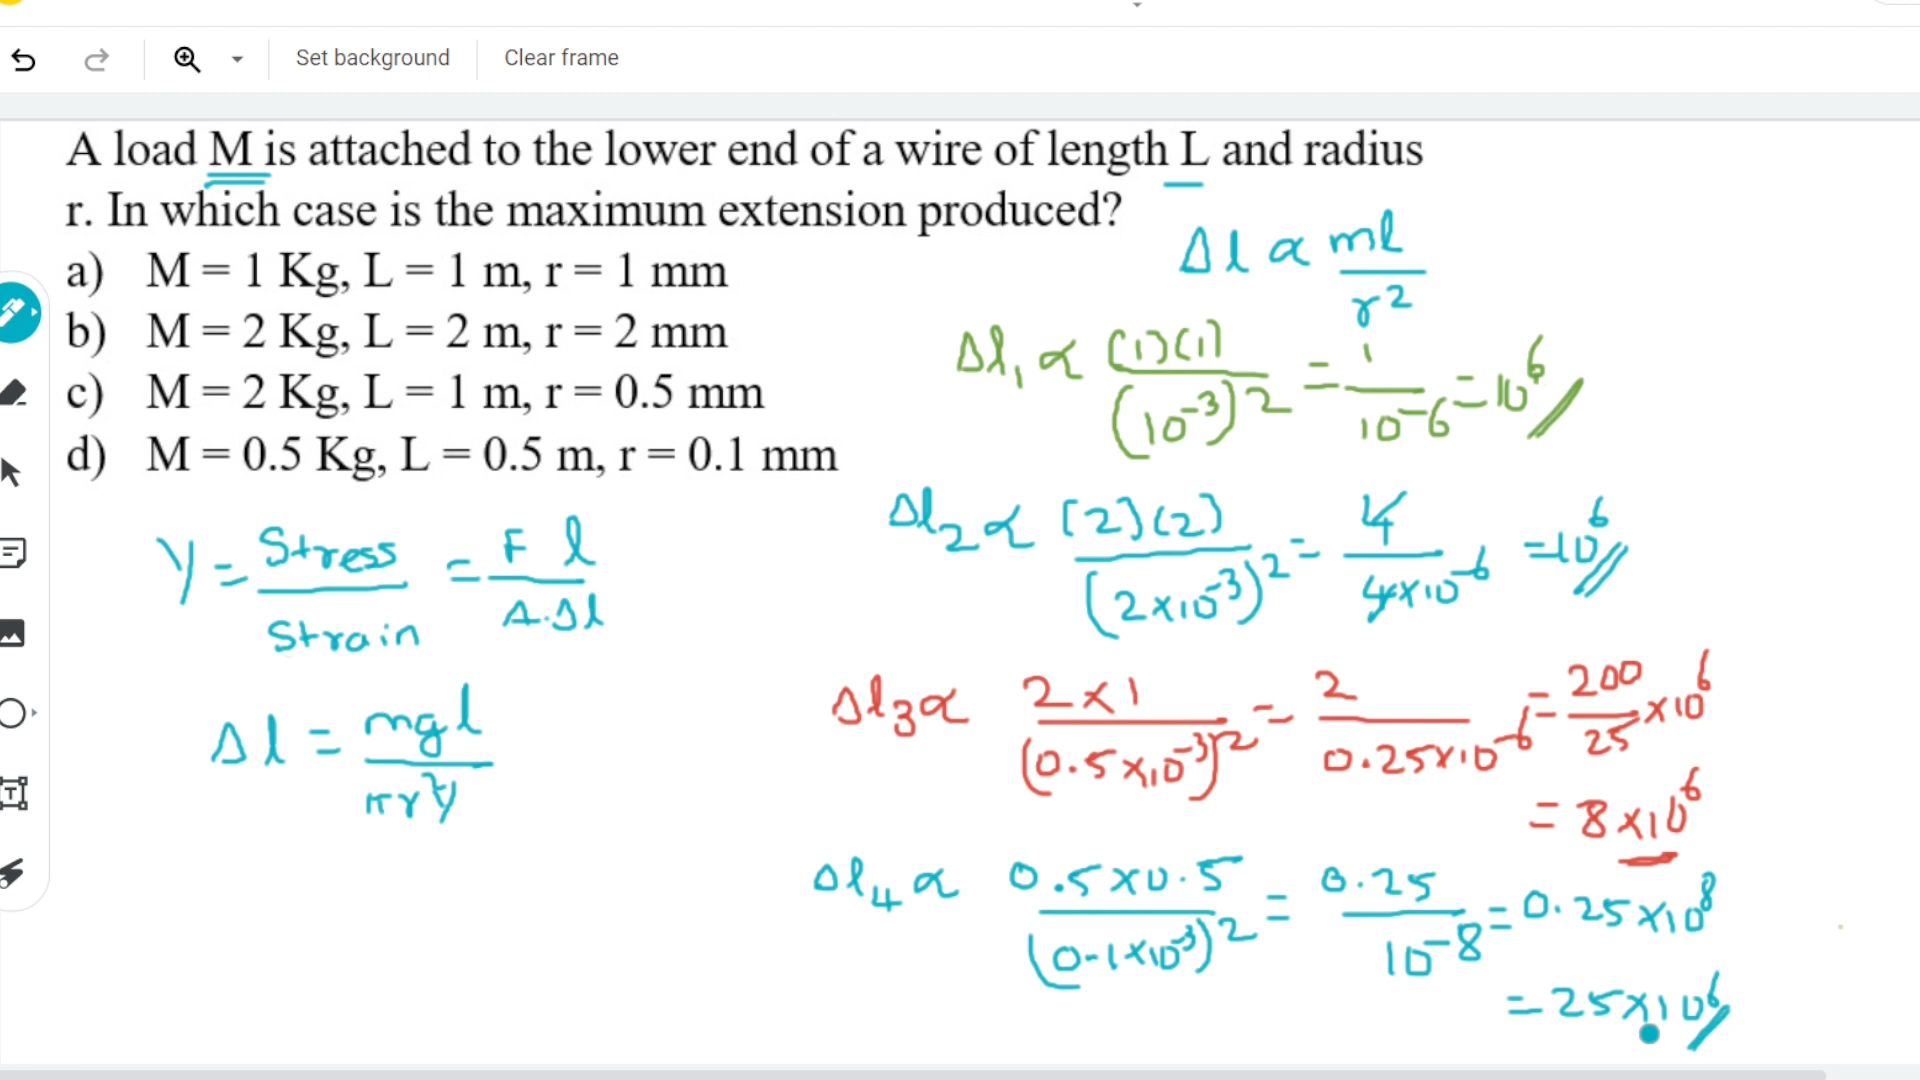 Set background Clear frame
A load M is attached to the lower end of a wire of length L and radius
r. In which case is the maximum extension produced?
a) M = 1 Kg, L = 1 m, r = 1 mm
b) M = 2 Kg, L = 2 m, r = 2 mm
c) M = 2 Kg, L = 1 m, r = 0.5 mm
d) M = 0.5 Kg, L = 0.5 m, r = 0.1 mm
Y = Stress/Strain = F l/A.Δl
Δl = mgl/πr²y
Δl ∝ ml/r²
Δl₁ ∝ (1)(1)/(10⁻³)² = 1/10⁻⁶ = 10⁶
Δl₂ ∝ (2)(2)/(2×10⁻³)² = 4/4×10⁻⁶ = 10⁶
Δl₃ ∝ 2×1/(0.5×10⁻³)² = 2/0.25×10⁻⁶ = 200/25 ×10⁶
= 8×10⁶
Δl₄ ∝ 0.5×0.5/(0.1×10⁻³)² = 0.25/10⁻⁸ = 0.25×10⁸
= 25×10⁶